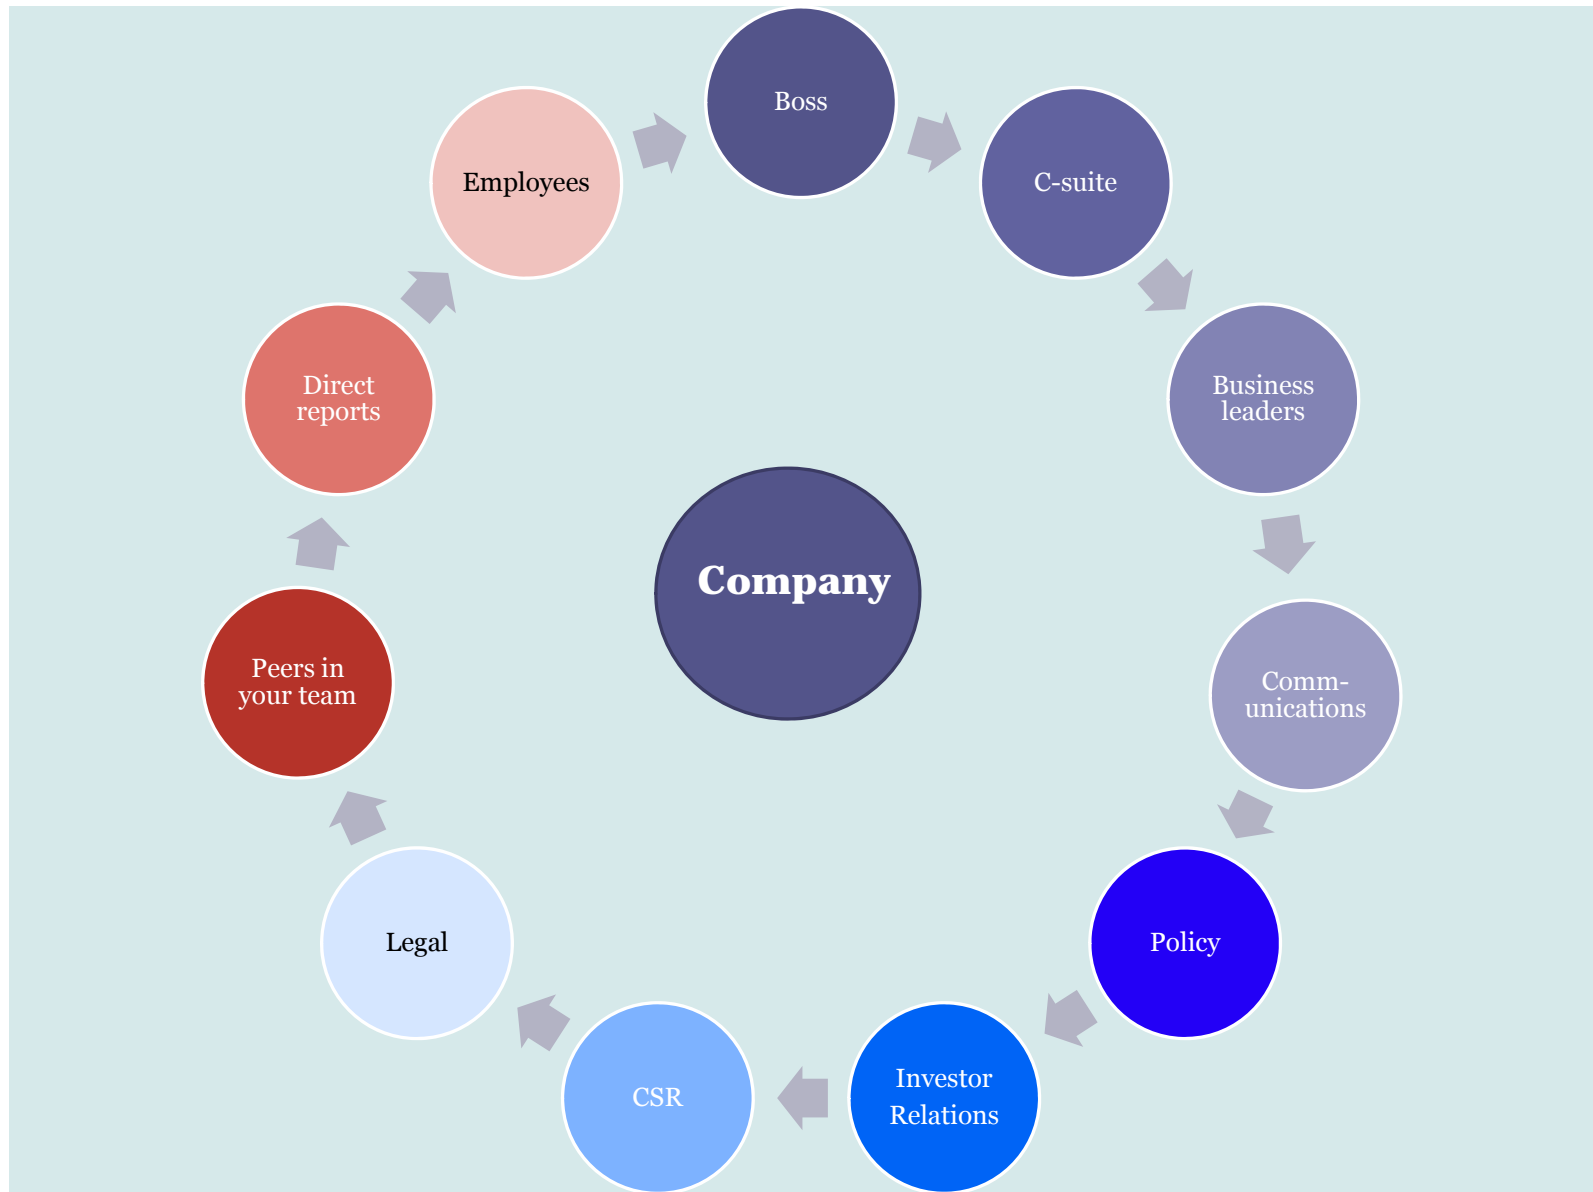 Boss
C-suite
Business
leaders
Comm-
unications
Policy
Investor
Relations
CSR
Legal
Peers in
your team
Direct
reports
Employees
Company